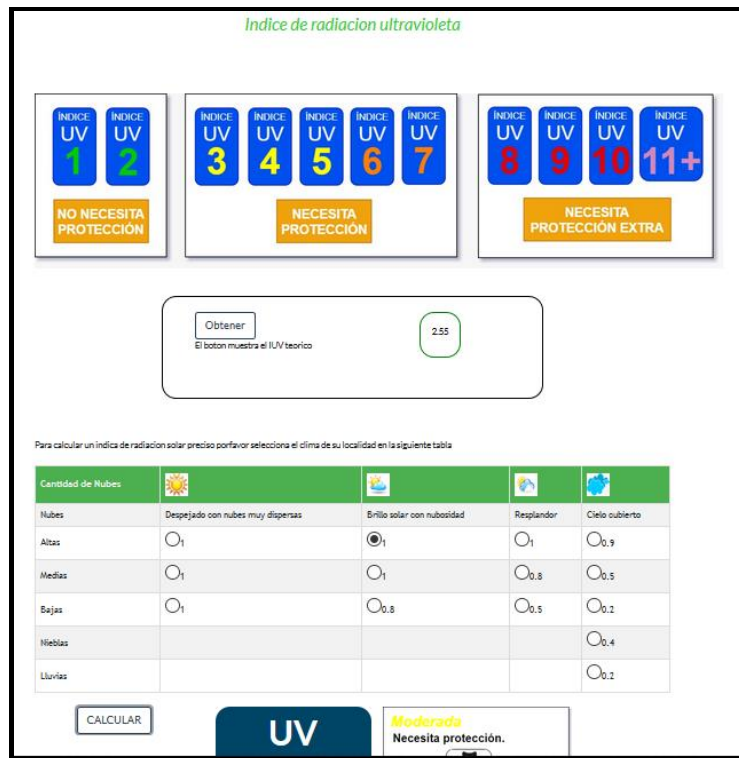 Indice de radiacion ultravioleta
ÍNDICE UV 1
ÍNDICE UV 2
NO NECESITA
PROTECCIÓN
ÍNDICE UV 3
ÍNDICE UV 4
ÍNDICE UV 5
ÍNDICE UV 6
ÍNDICE UV 7
NECESITA
PROTECCIÓN
ÍNDICE UV 8
ÍNDICE UV 9
ÍNDICE UV 10
ÍNDICE UV 11+
NECESITA
PROTECCIÓN EXTRA
Obtener
2.55
El boton muestra el IUV teorico
Para calcular un indica de radiacion solar preciso porfavor selecciona el clima de su localidad en la siguiente tabla
Cantidad de Nubes
Nubes Despejado con nubes muy dispersas Brillo solar con nubosidad Resplandor Cielo cubierto
Altas 1 1 1 0.9
Medias 1 1 0.8 0.5
Bajas 1 0.8 0.5 0.2
Nieblas 0.4
Lluvias 0.2
CALCULAR
UV
Moderada
Necesita protección.